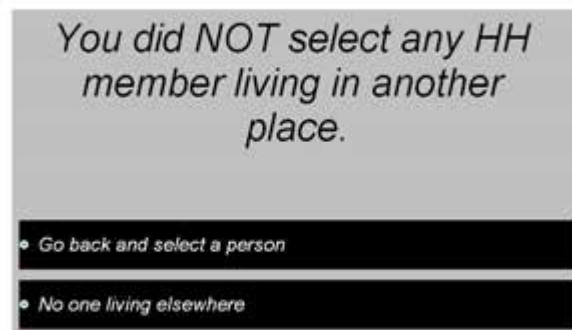 You did NOT select any HH
member living in another
place.
Go back and select a person
No one living elsewhere